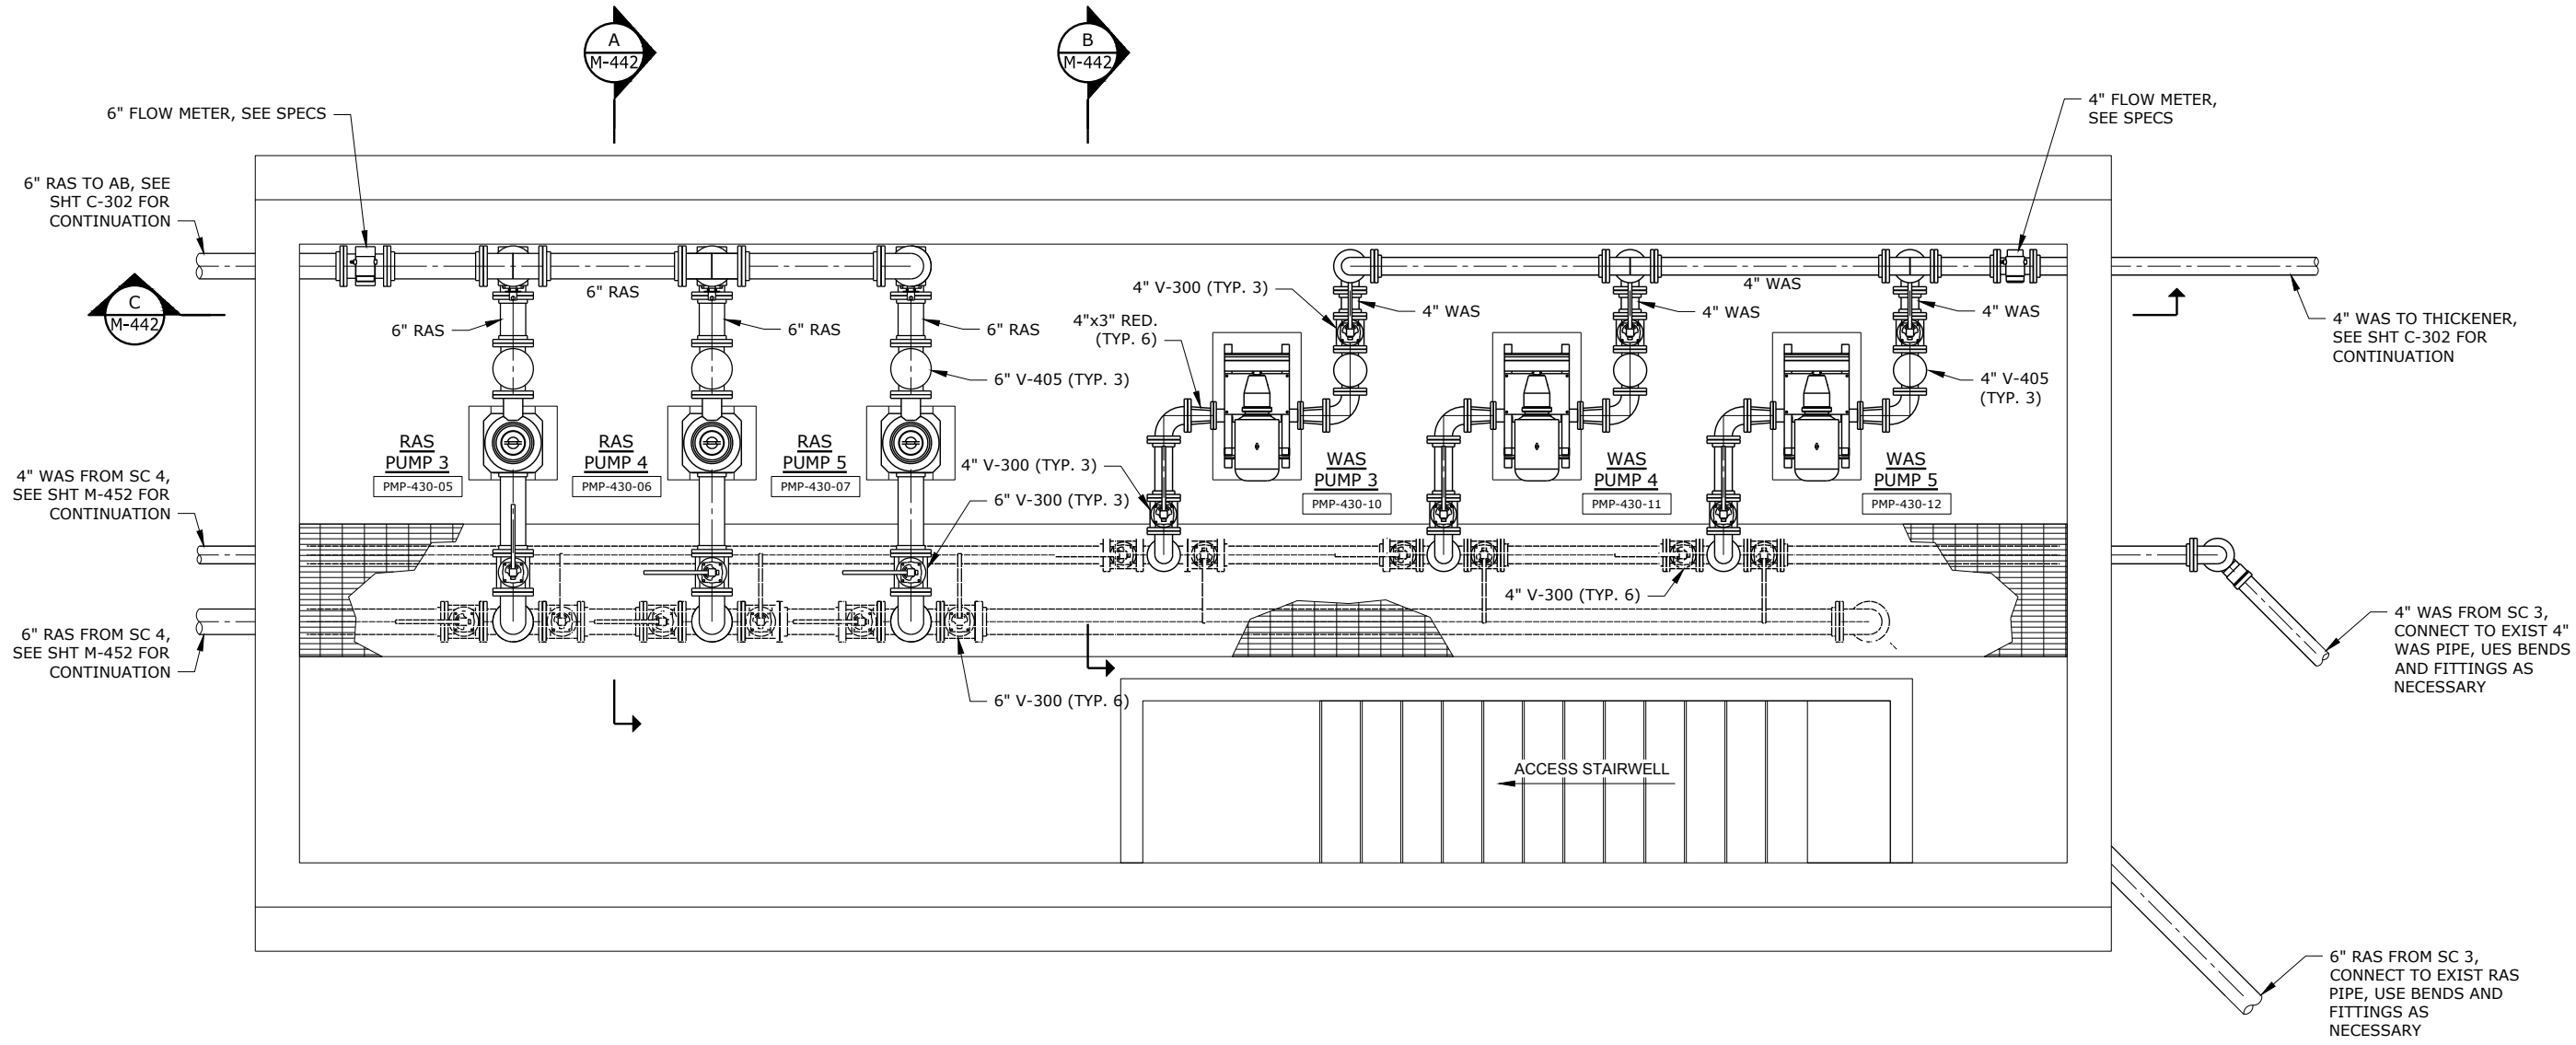 A
M-442
B
M-442
6" FLOW METER, SEE SPECS
4" FLOW METER,
SEE SPECS
6" RAS TO AB, SEE
SHT C-302 FOR
CONTINUATION
C
M-442
6" RAS
6" RAS
6" RAS
6" RAS
6" V-405 (TYP. 3)
4" V-300 (TYP. 3)
4"x3" RED.
(TYP. 6)
4" WAS
4" WAS
4" WAS
4" WAS
4" WAS TO THICKENER,
SEE SHT C-302 FOR
CONTINUATION
4" V-405
(TYP. 3)
RAS
PUMP 3
PMP-430-05
RAS
PUMP 4
PMP-430-06
RAS
PUMP 5
PMP-430-07
4" V-300 (TYP. 3)
6" V-300 (TYP. 3)
WAS
PUMP 3
PMP-430-10
WAS
PUMP 4
PMP-430-11
WAS
PUMP 5
PMP-430-12
4" WAS FROM SC 4,
SEE SHT M-452 FOR
CONTINUATION
6" RAS FROM SC 4,
SEE SHT M-452 FOR
CONTINUATION
4" V-300 (TYP. 6)
6" V-300 (TYP. 6)
4" WAS FROM SC 3,
CONNECT TO EXIST 4"
WAS PIPE, UES BENDS
AND FITTINGS AS
NECESSARY
ACCESS STAIRWELL
6" RAS FROM SC 3,
CONNECT TO EXIST RAS
PIPE, USE BENDS AND
FITTINGS AS
NECESSARY